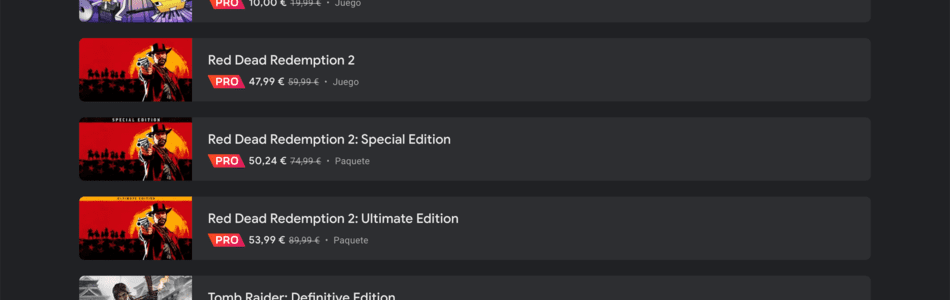 PRO 10,00 € 19,99 € • Juego
Red Dead Redemption 2
PRO 47,99 € 59,99 € • Juego
SPECIAL EDITION
Red Dead Redemption 2: Special Edition
PRO 50,24 € 74,99 € • Paquete
ULTIMATE EDITION
Red Dead Redemption 2: Ultimate Edition
PRO 53,99 € 89,99 € • Paquete
Tomb Raider: Definitive Edition